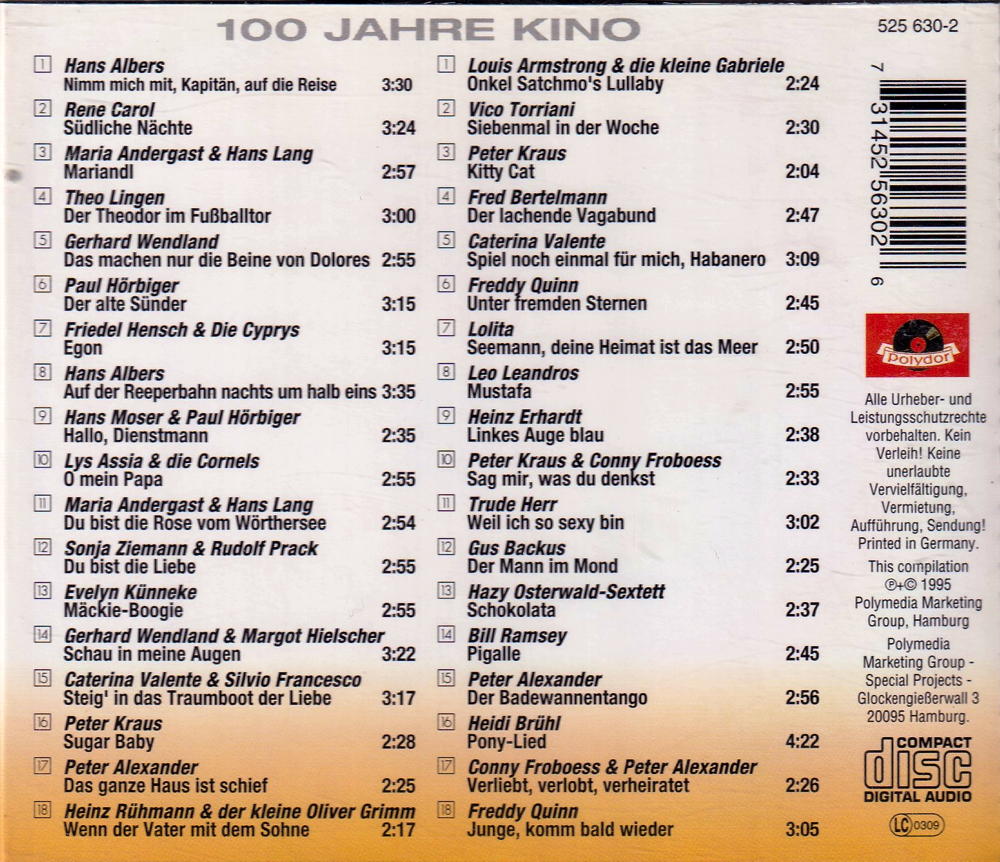 100 JAHRE KINO
1 Hans Albers
Nimm mich mit, Kapitän, auf die Reise 3:30
2 Rene Carol
Südliche Nächte 3:24
3 Maria Andergast & Hans Lang
Mariandl 2:57
4 Theo Lingen
Der Theodor im Fußballtor 3:00
5 Gerhard Wendland
Das machen nur die Beine von Dolores 2:55
6 Paul Hörbiger
Der alte Sünder 3:15
7 Friedel Hensch & Die Cyprys
Egon 3:15
8 Hans Albers
Auf der Reeperbahn nachts um halb eins 3:35
9 Hans Moser & Paul Hörbiger
Hallo, Dienstmann 2:35
10 Lys Assia & die Cornels
O mein Papa 2:55
11 Maria Andergast & Hans Lang
Du bist die Rose vom Wörthersee 2:54
12 Sonja Ziemann & Rudolf Prack
Du bist die Liebe 2:55
13 Evelyn Künneke
Mäckie-Boogie 2:55
14 Gerhard Wendland & Margot Hielscher
Schau in meine Augen 3:22
15 Caterina Valente & Silvio Francesco
Steig' in das Traumboot der Liebe 3:17
16 Peter Kraus
Sugar Baby 2:28
17 Peter Alexander
Das ganze Haus ist schief 2:25
18 Heinz Rühmann & der kleine Oliver Grimm
Wenn der Vater mit dem Sohne 2:17
1 Louis Armstrong & die kleine Gabriele
Onkel Satchmo's Lullaby 2:24
2 Vico Torriani
Siebenmal in der Woche 2:30
3 Peter Kraus
Kitty Cat 2:04
4 Fred Bertelmann
Der lachende Vagabund 2:47
5 Caterina Valente
Spiel noch einmal für mich, Habanero 3:09
6 Freddy Quinn
Unter fremden Sternen 2:45
7 Lolita
Seemann, deine Heimat ist das Meer 2:50
8 Leo Leandros
Mustafa 2:55
9 Heinz Erhardt
Linkes Auge blau 2:38
10 Peter Kraus & Conny Froboess
Sag mir, was du denkst 2:33
11 Trude Herr
Weil ich so sexy bin 3:02
12 Gus Backus
Der Mann im Mond 2:25
13 Hazy Osterwald-Sextett
Schokolata 2:37
14 Bill Ramsey
Pigalle 2:45
15 Peter Alexander
Der Badewannentango 2:56
16 Heidi Brühl
Pony-Lied 4:22
17 Conny Froboess & Peter Alexander
Verliebt, verlobt, verheiratet 2:26
18 Freddy Quinn
Junge, komm bald wieder 3:05
525 630-2
7 31452 56302 6
polydor
Alle Urheber- und
Leistungsschutzrechte
vorbehalten. Kein
Verleih! Keine
unerlaubte
Vervielfältigung,
Vermietung,
Aufführung, Sendung!
Printed in Germany.
This compilation
℗+© 1995
Polymedia Marketing
Group, Hamburg
Polymedia
Marketing Group -
Special Projects -
Glockengießerwall 3
20095 Hamburg.
COMPACT
disc
DIGITAL AUDIO
LC 0309